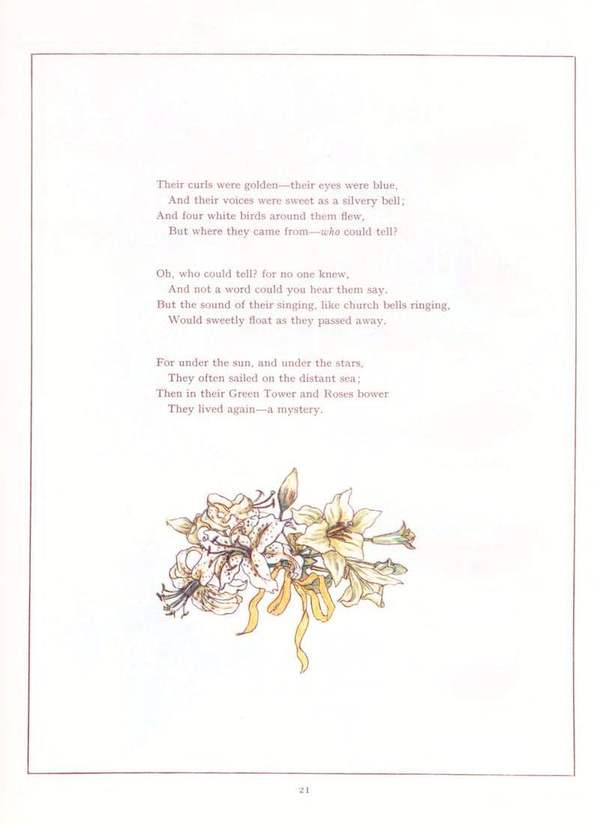 Their curls were golden—their eyes were blue,
And their voices were sweet as a silvery bell;
And four white birds around them flew,
But where they came from—who could tell?
Oh, who could tell? for no one knew,
And not a word could you hear them say.
But the sound of their singing, like church bells ringing,
Would sweetly float as they passed away.
For under the sun, and under the stars,
They often sailed on the distant sea;
Then in their Green Tower and Roses bower
They lived again—a mystery.
21